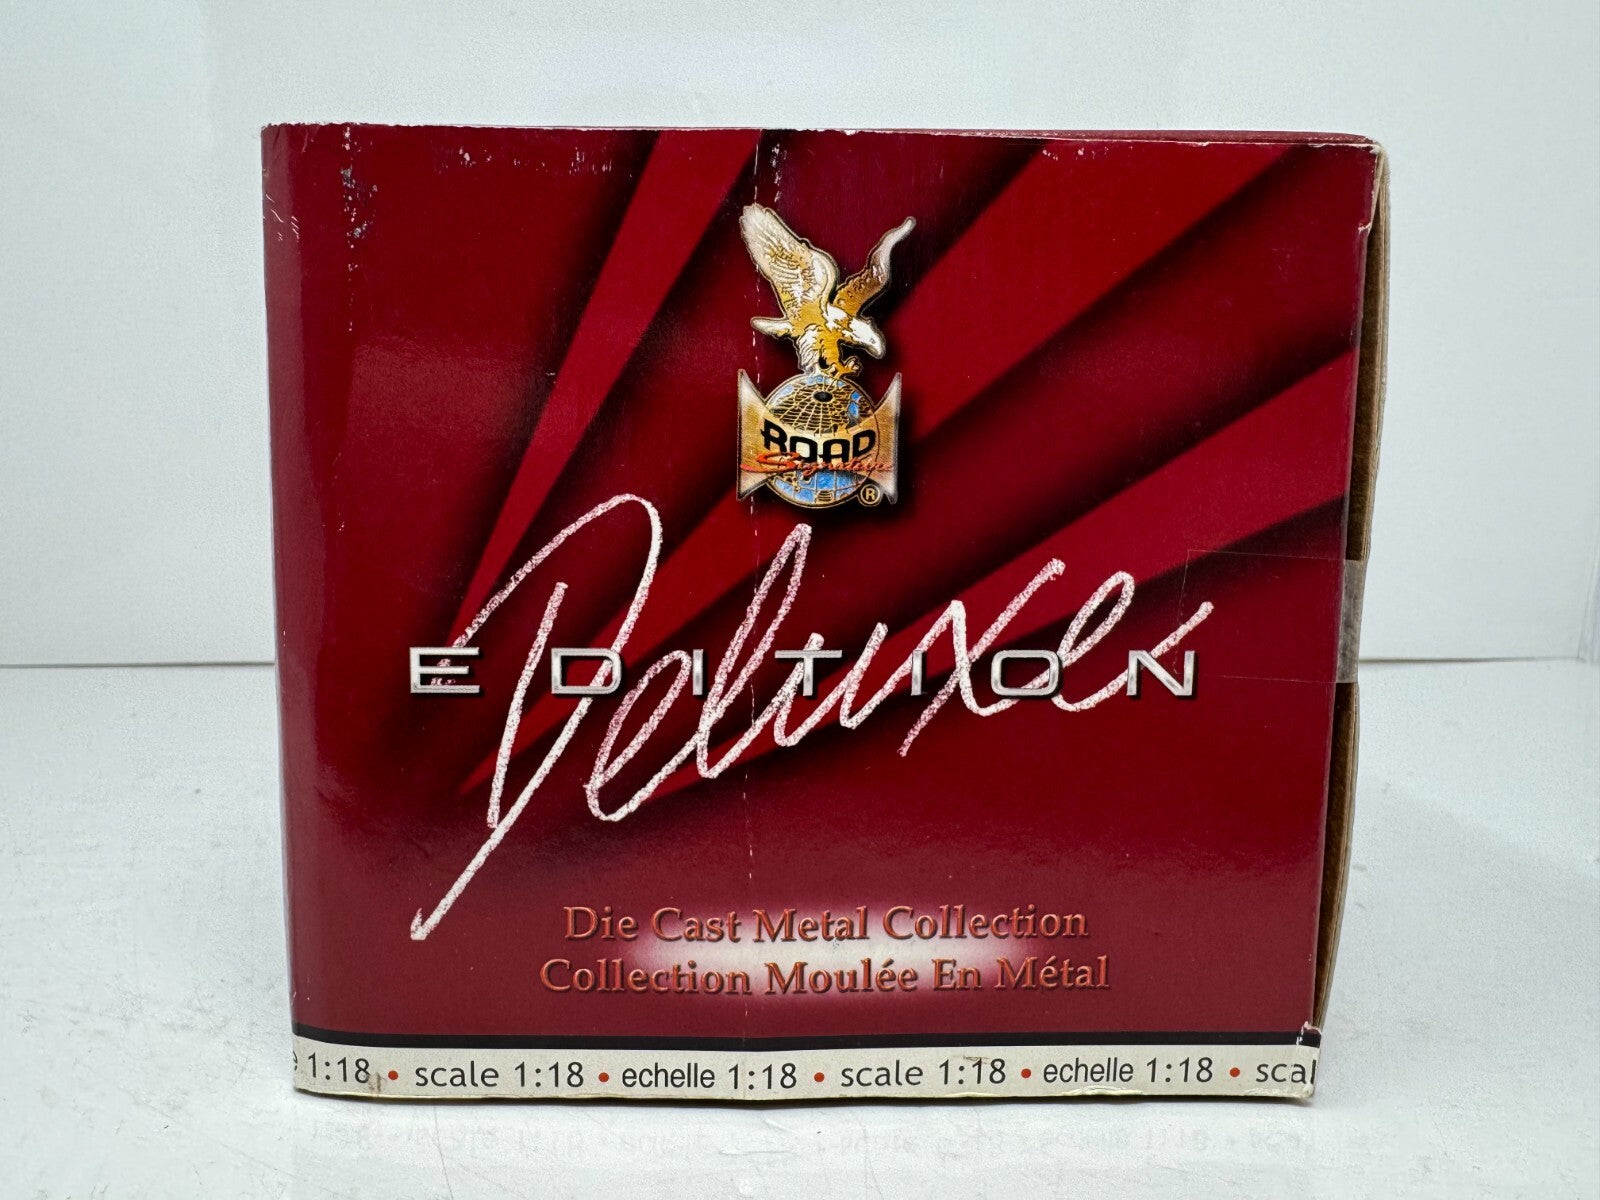 ROAD
Signature
®
Deluxe
EDITION
Die Cast Metal Collection
Collection Moulée En Métal
e 1:18 • scale 1:18 • echelle 1:18 • scale 1:18 • echelle 1:18 • scal